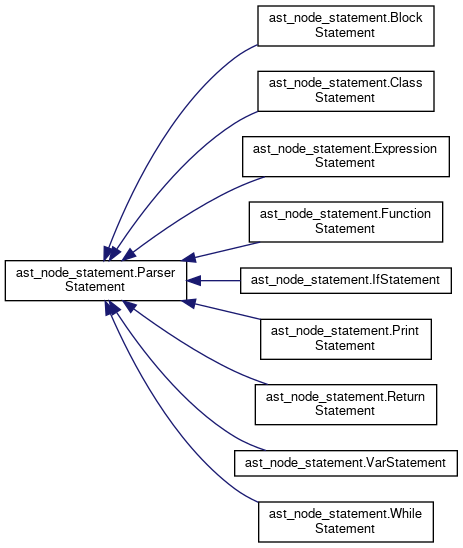 ast_node_statement.Block
Statement
ast_node_statement.Class
Statement
ast_node_statement.Expression
Statement
ast_node_statement.Function
Statement
ast_node_statement.Parser
Statement
ast_node_statement.IfStatement
ast_node_statement.Print
Statement
ast_node_statement.Return
Statement
ast_node_statement.VarStatement
ast_node_statement.While
Statement